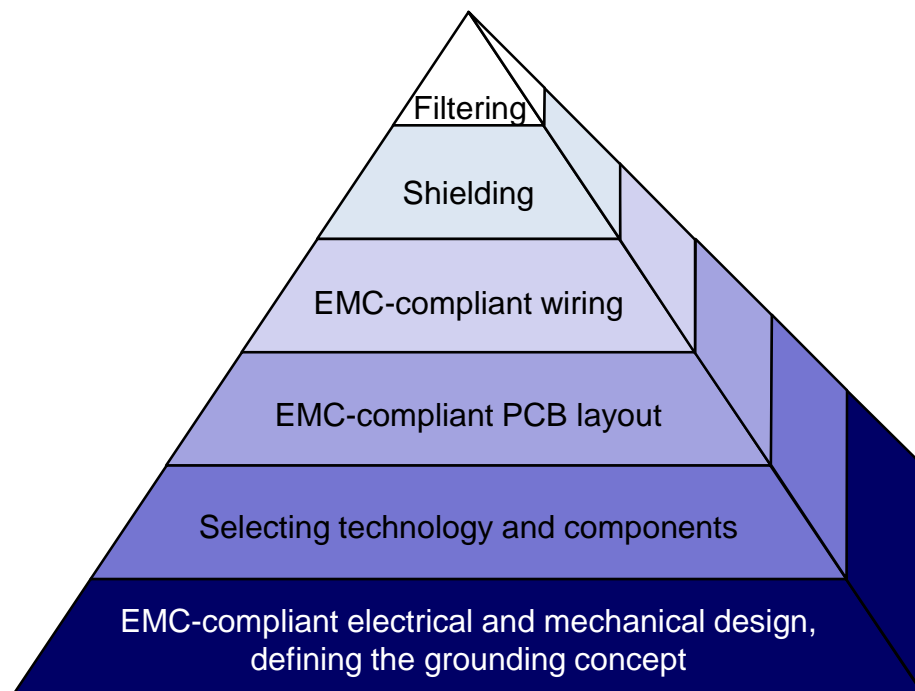 Filtering
Shielding
EMC-compliant wiring
EMC-compliant PCB layout
Selecting technology and components
EMC-compliant electrical and mechanical design,
defining the grounding concept